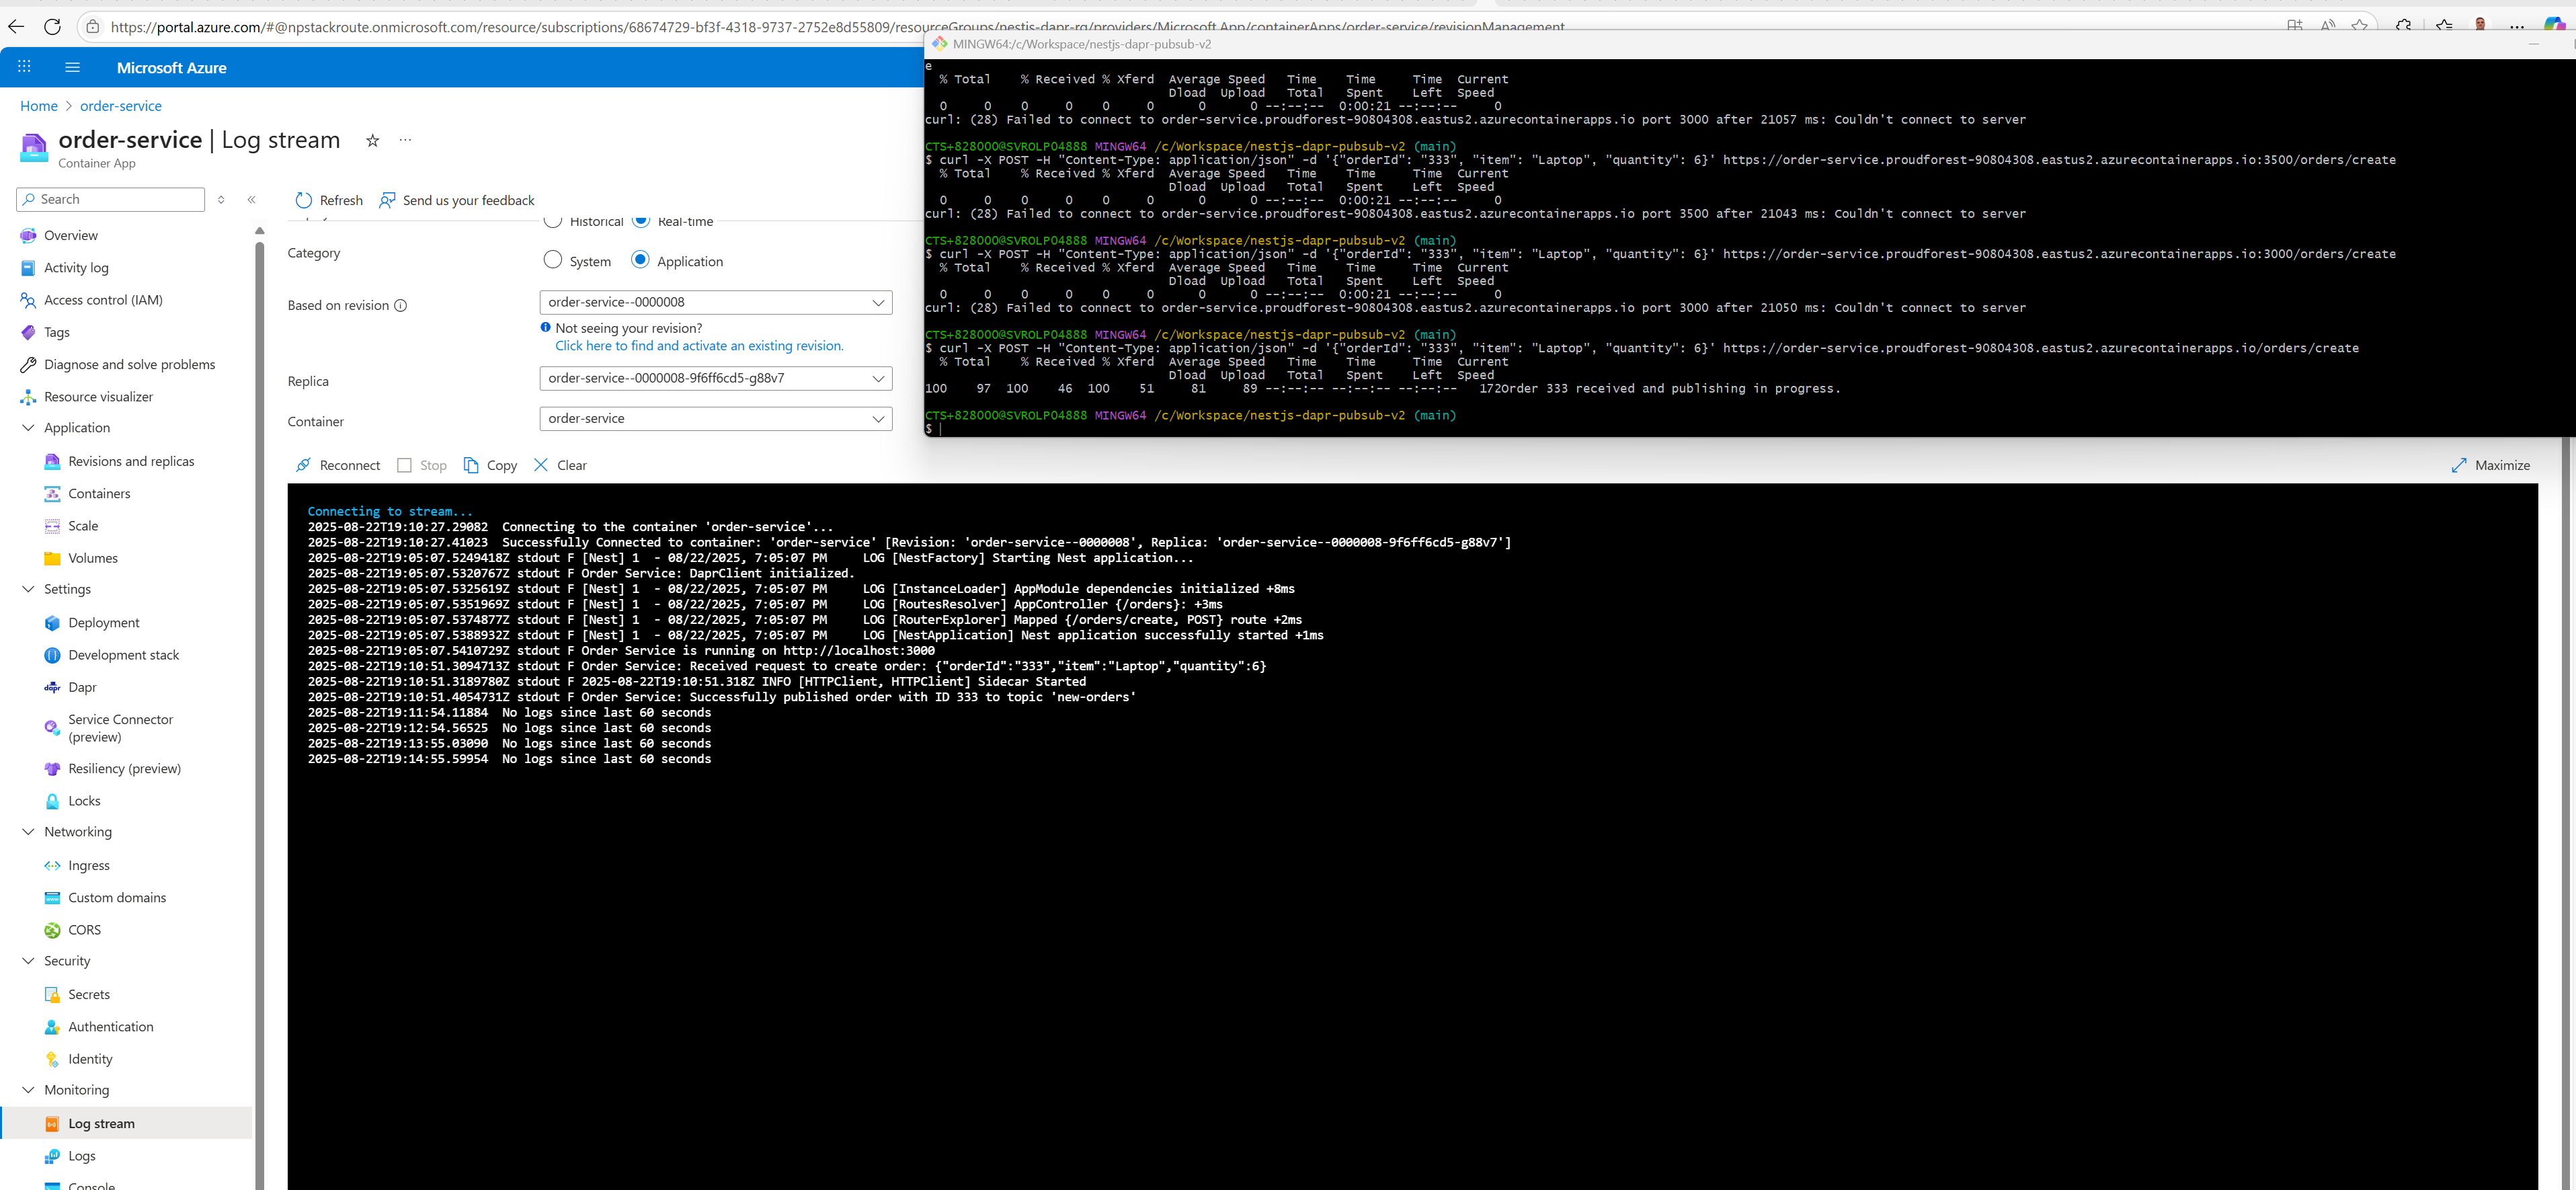 https://portal.azure.com/#@npstackroute.onmicrosoft.com/resource/subscriptions/68674729-bf3f-4318-9737-2752e8d55809/resourceGroups/nestjs-dapr-rg/providers/Microsoft.App/containerApps/order-service/revisionManagement
Microsoft Azure
Home > order-service
order-service | Log stream
Container App
Search
Overview
Activity log
Access control (IAM)
Tags
Diagnose and solve problems
Resource visualizer
Application
Revisions and replicas
Containers
Scale
Volumes
Settings
Deployment
Development stack
Dapr
Service Connector
(preview)
Resiliency (preview)
Locks
Networking
Ingress
Custom domains
CORS
Security
Secrets
Authentication
Identity
Monitoring
Log stream
Logs
Console
Refresh
Send us your feedback
Historical Real-time
Category
System Application
Based on revision
order-service--0000008
Not seeing your revision?
Click here to find and activate an existing revision.
Replica
order-service--0000008-9f6ff6cd5-g88v7
Container
order-service
Reconnect Stop Copy Clear
Maximize
Connecting to stream...
2025-08-22T19:10:27.29082 Connecting to the container 'order-service'...
2025-08-22T19:10:27.41023 Successfully Connected to container: 'order-service' [Revision: 'order-service--0000008', Replica: 'order-service--0000008-9f6ff6cd5-g88v7']
2025-08-22T19:05:07.5249418Z stdout F [Nest] 1 - 08/22/2025, 7:05:07 PM LOG [NestFactory] Starting Nest application...
2025-08-22T19:05:07.5320767Z stdout F Order Service: DaprClient initialized.
2025-08-22T19:05:07.5325619Z stdout F [Nest] 1 - 08/22/2025, 7:05:07 PM LOG [InstanceLoader] AppModule dependencies initialized +8ms
2025-08-22T19:05:07.5351969Z stdout F [Nest] 1 - 08/22/2025, 7:05:07 PM LOG [RoutesResolver] AppController {/orders}: +3ms
2025-08-22T19:05:07.5374877Z stdout F [Nest] 1 - 08/22/2025, 7:05:07 PM LOG [RouterExplorer] Mapped {/orders/create, POST} route +2ms
2025-08-22T19:05:07.5388932Z stdout F [Nest] 1 - 08/22/2025, 7:05:07 PM LOG [NestApplication] Nest application successfully started +1ms
2025-08-22T19:05:07.5410729Z stdout F Order Service is running on http://localhost:3000
2025-08-22T19:10:51.3094713Z stdout F Order Service: Received request to create order: {"orderId":"333","item":"Laptop","quantity":6}
2025-08-22T19:10:51.3189780Z stdout F 2025-08-22T19:10:51.318Z INFO [HTTPClient, HTTPClient] Sidecar Started
2025-08-22T19:10:51.4054731Z stdout F Order Service: Successfully published order with ID 333 to topic 'new-orders'
2025-08-22T19:11:54.11884 No logs since last 60 seconds
2025-08-22T19:12:54.56525 No logs since last 60 seconds
2025-08-22T19:13:55.03090 No logs since last 60 seconds
2025-08-22T19:14:55.59954 No logs since last 60 seconds
MINGW64:/c/Workspace/nestjs-dapr-pubsub-v2
e
% Total % Received % Xferd Average Speed Time Time Time Current
Dload Upload Total Spent Left Speed
0 0 0 0 0 0 0 0 --:--:-- 0:00:21 --:--:-- 0
curl: (28) Failed to connect to order-service.proudforest-90804308.eastus2.azurecontainerapps.io port 3000 after 21057 ms: Couldn't connect to server
CTS+828000@SVROLP04888 MINGW64 /c/Workspace/nestjs-dapr-pubsub-v2 (main)
$ curl -X POST -H "Content-Type: application/json" -d '{"orderId": "333", "item": "Laptop", "quantity": 6}' https://order-service.proudforest-90804308.eastus2.azurecontainerapps.io:3500/orders/create
% Total % Received % Xferd Average Speed Time Time Time Current
Dload Upload Total Spent Left Speed
0 0 0 0 0 0 0 0 --:--:-- 0:00:21 --:--:-- 0
curl: (28) Failed to connect to order-service.proudforest-90804308.eastus2.azurecontainerapps.io port 3500 after 21043 ms: Couldn't connect to server
CTS+828000@SVROLP04888 MINGW64 /c/Workspace/nestjs-dapr-pubsub-v2 (main)
$ curl -X POST -H "Content-Type: application/json" -d '{"orderId": "333", "item": "Laptop", "quantity": 6}' https://order-service.proudforest-90804308.eastus2.azurecontainerapps.io:3000/orders/create
% Total % Received % Xferd Average Speed Time Time Time Current
Dload Upload Total Spent Left Speed
0 0 0 0 0 0 0 0 --:--:-- 0:00:21 --:--:-- 0
curl: (28) Failed to connect to order-service.proudforest-90804308.eastus2.azurecontainerapps.io port 3000 after 21050 ms: Couldn't connect to server
CTS+828000@SVROLP04888 MINGW64 /c/Workspace/nestjs-dapr-pubsub-v2 (main)
$ curl -X POST -H "Content-Type: application/json" -d '{"orderId": "333", "item": "Laptop", "quantity": 6}' https://order-service.proudforest-90804308.eastus2.azurecontainerapps.io/orders/create
% Total % Received % Xferd Average Speed Time Time Time Current
Dload Upload Total Spent Left Speed
100 97 100 46 100 51 81 89 --:--:-- --:--:-- --:--:-- 172Order 333 received and publishing in progress.
CTS+828000@SVROLP04888 MINGW64 /c/Workspace/nestjs-dapr-pubsub-v2 (main)
$